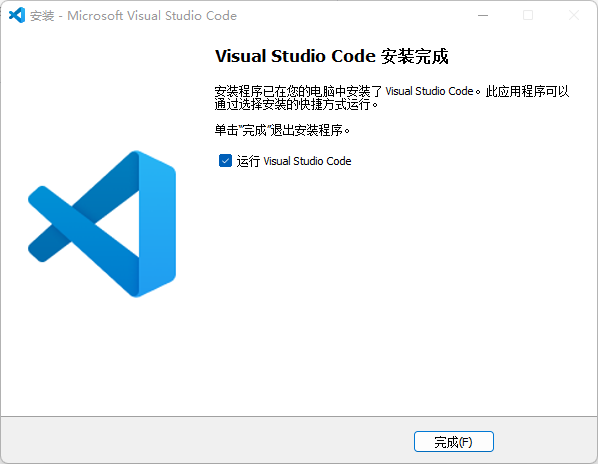 安装 - Microsoft Visual Studio Code
Visual Studio Code 安装完成
安装程序已在您的电脑中安装了 Visual Studio Code。此应用程序可以
通过选择安装的快捷方式运行。
单击“完成”退出安装程序。
运行 Visual Studio Code
完成(F)